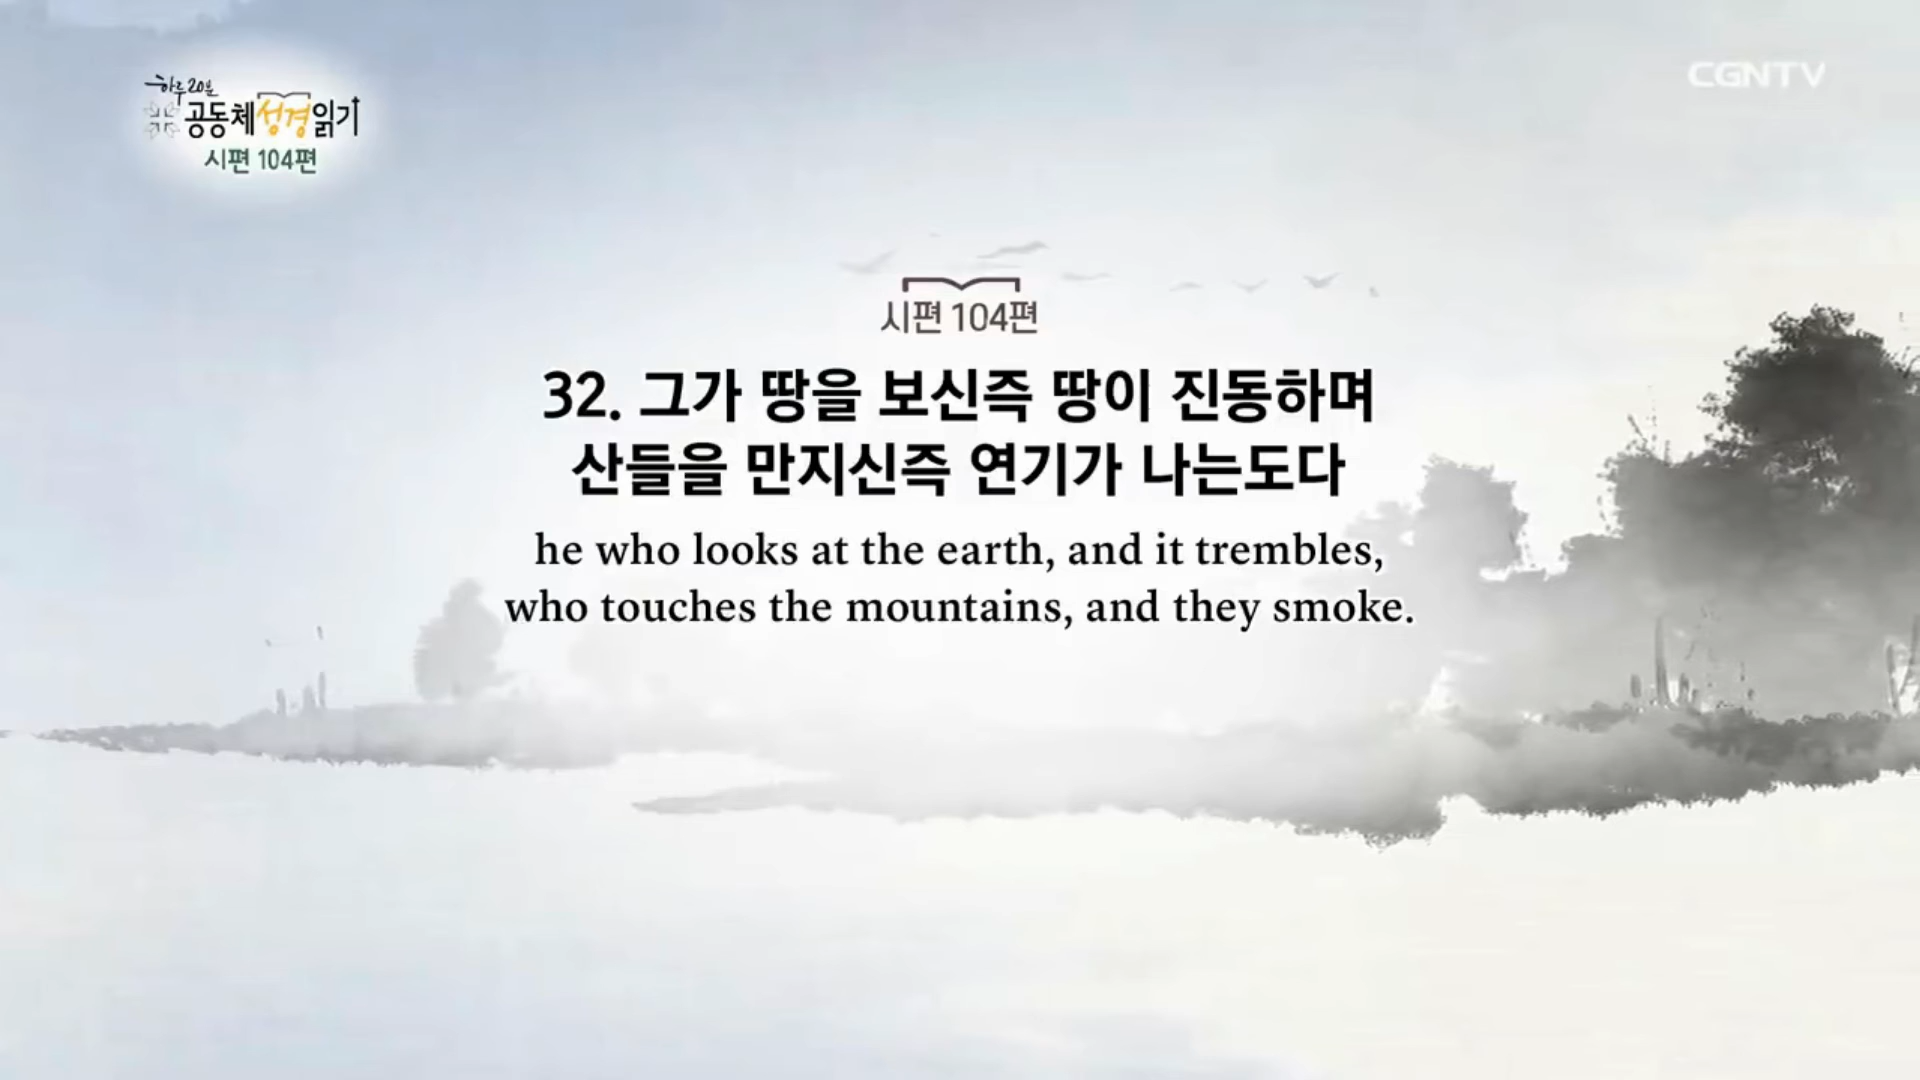 하루 20분
공동체성경읽기
시편 104편
CGNTV
시편 104편
32. 그가 땅을 보신즉 땅이 진동하며
산들을 만지신즉 연기가 나는도다
he who looks at the earth, and it trembles,
who touches the mountains, and they smoke.